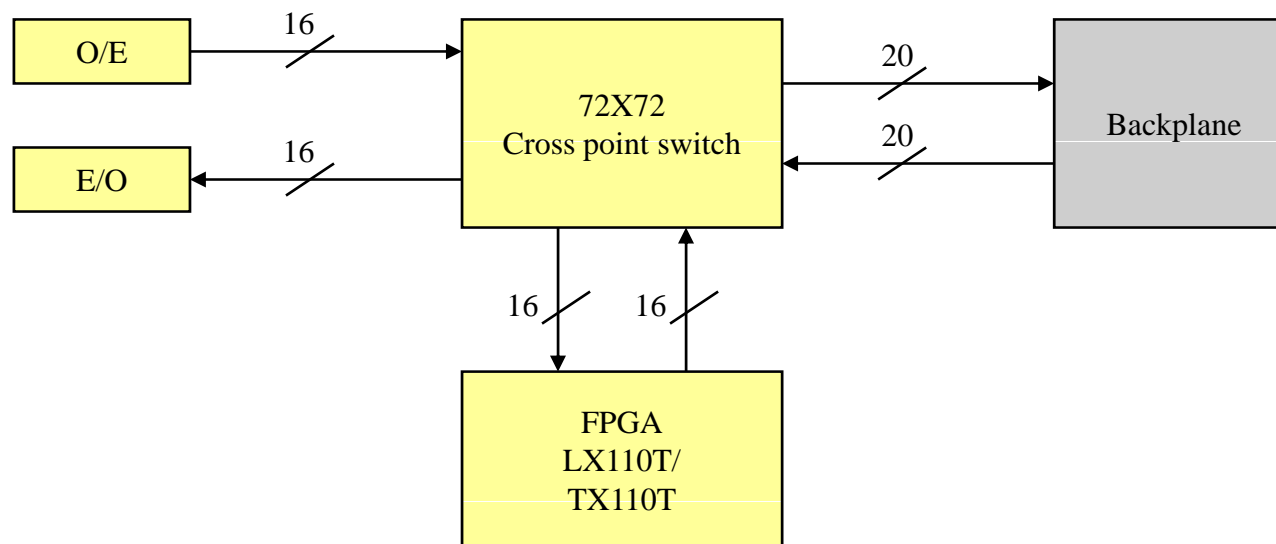 16
O/E
20
72X72
Cross point switch
Backplane
20
16
E/O
16
16
FPGA
LX110T/
TX110T